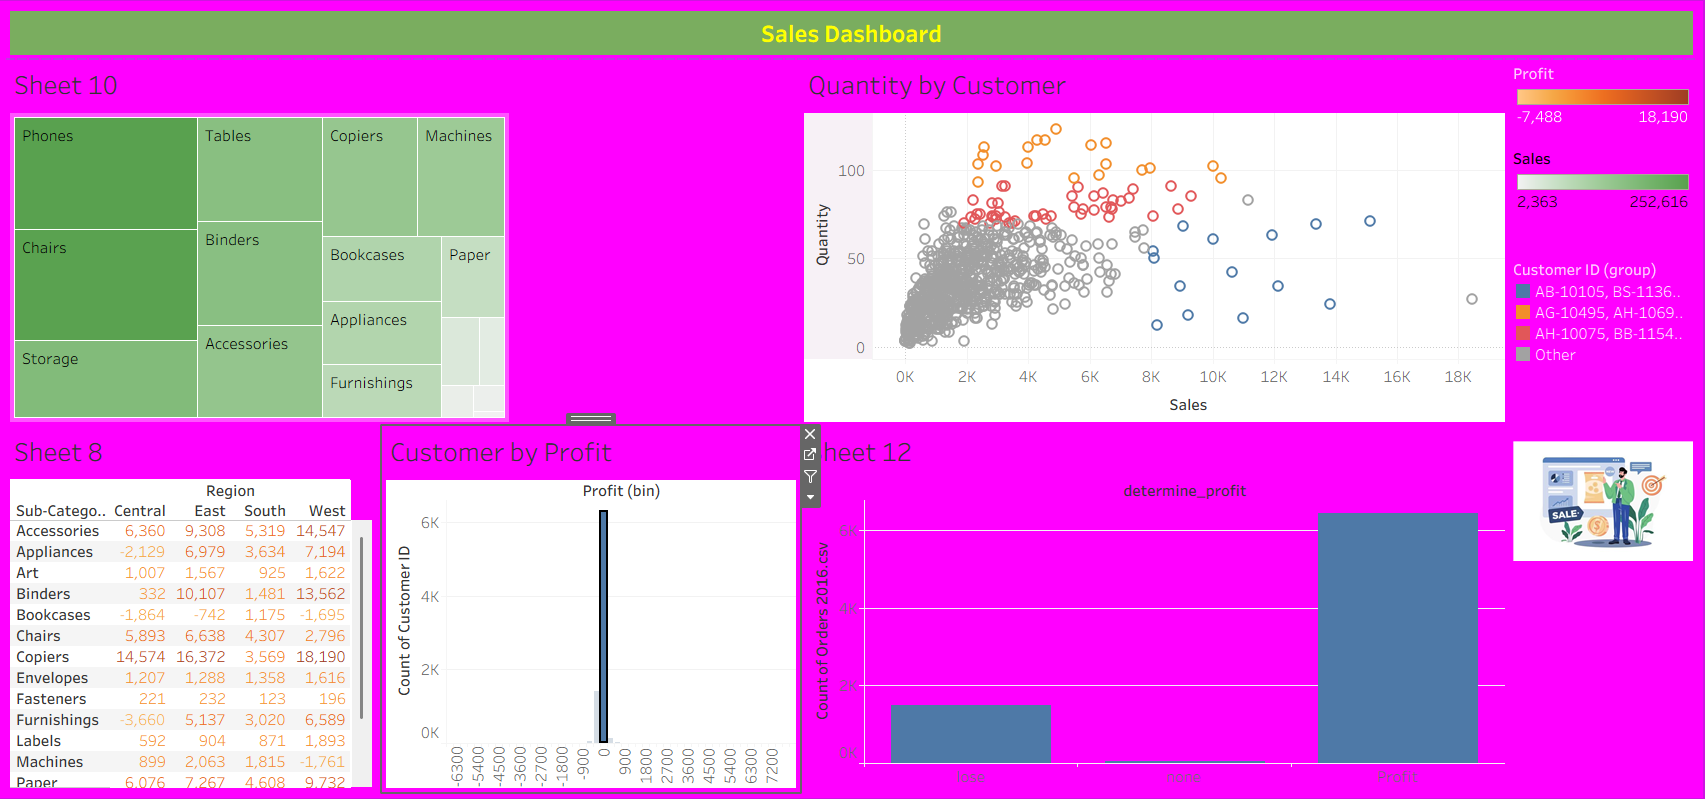 Sales Dashboard
Sheet 10
Phones
Tables
Copiers
Machines
Chairs
Binders
Bookcases
Paper
Appliances
Storage
Accessories
Furnishings
Quantity by Customer
Quantity
100
50
0
0K 2K 4K 6K 8K 10K 12K 14K 16K 18K
Sales
Profit
-7,488 18,190
Sales
2,363 252,616
Customer ID (group)
AB-10105, BS-1136..
AG-10495, AH-1069..
AH-10075, BB-1154..
Other
Sheet 8
Region
Sub-Catego.. Central East South West
Accessories 6,360 9,308 5,319 14,547
Appliances -2,129 6,979 3,634 7,194
Art 1,007 1,567 925 1,622
Binders 332 10,107 1,481 13,562
Bookcases -1,864 -742 1,175 -1,695
Chairs 5,893 6,638 4,307 2,796
Copiers 14,574 16,372 3,569 18,190
Envelopes 1,207 1,288 1,358 1,616
Fasteners 221 232 123 196
Furnishings -3,660 5,137 3,020 6,589
Labels 592 904 871 1,893
Machines 899 2,063 1,815 -1,761
Paper 6,076 7,267 4,608 9,732
Customer by Profit
Profit (bin)
Count of Customer ID
6K
4K
2K
0K
-6300 -5400 -4500 -3600 -2700 -1800 -900 0 900 1800 2700 3600 4500 5400 6300 7200
heet 12
determine_profit
Count of Orders 2016.csv
6K
4K
2K
0K
lose none Profit
SALE